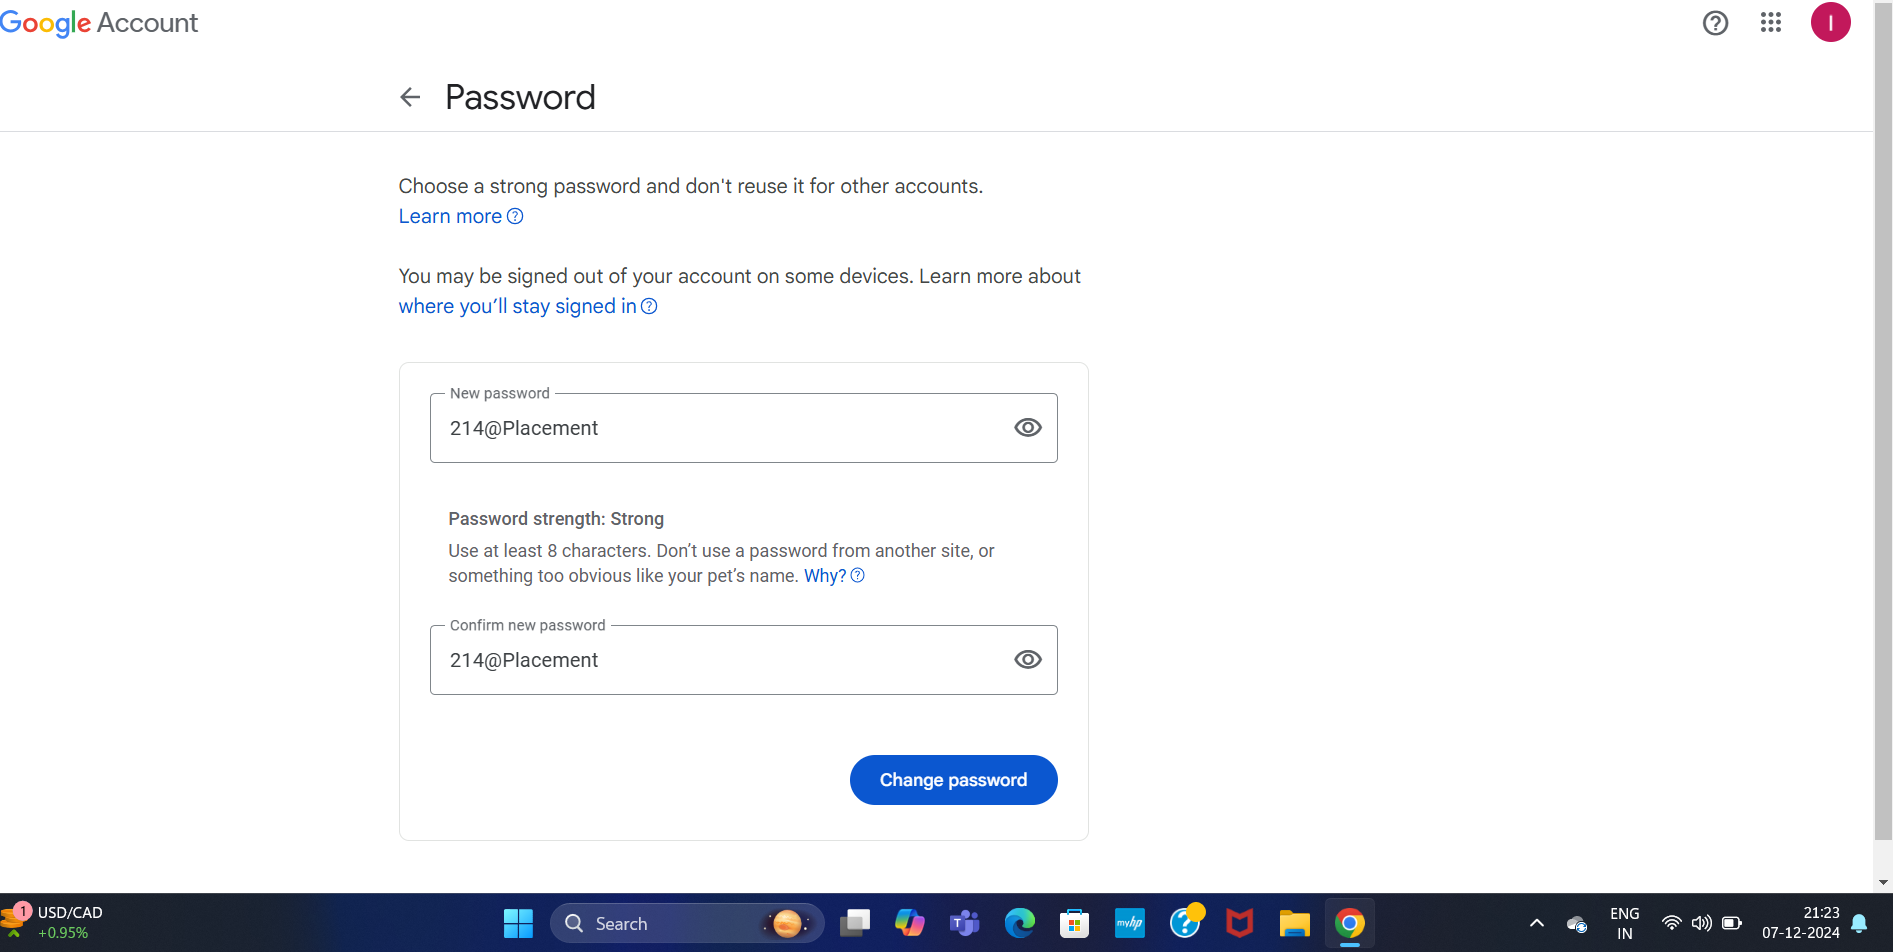 Google Account
I
Password
Choose a strong password and don't reuse it for other accounts.
Learn more
You may be signed out of your account on some devices. Learn more about
where you’ll stay signed in
New password
214@Placement
Password strength: Strong
Use at least 8 characters. Don’t use a password from another site, or
something too obvious like your pet’s name. Why?
Confirm new password
214@Placement
Change password
1
USD/CAD
+0.95%
Search
myhp
ENG
IN
21:23
07-12-2024